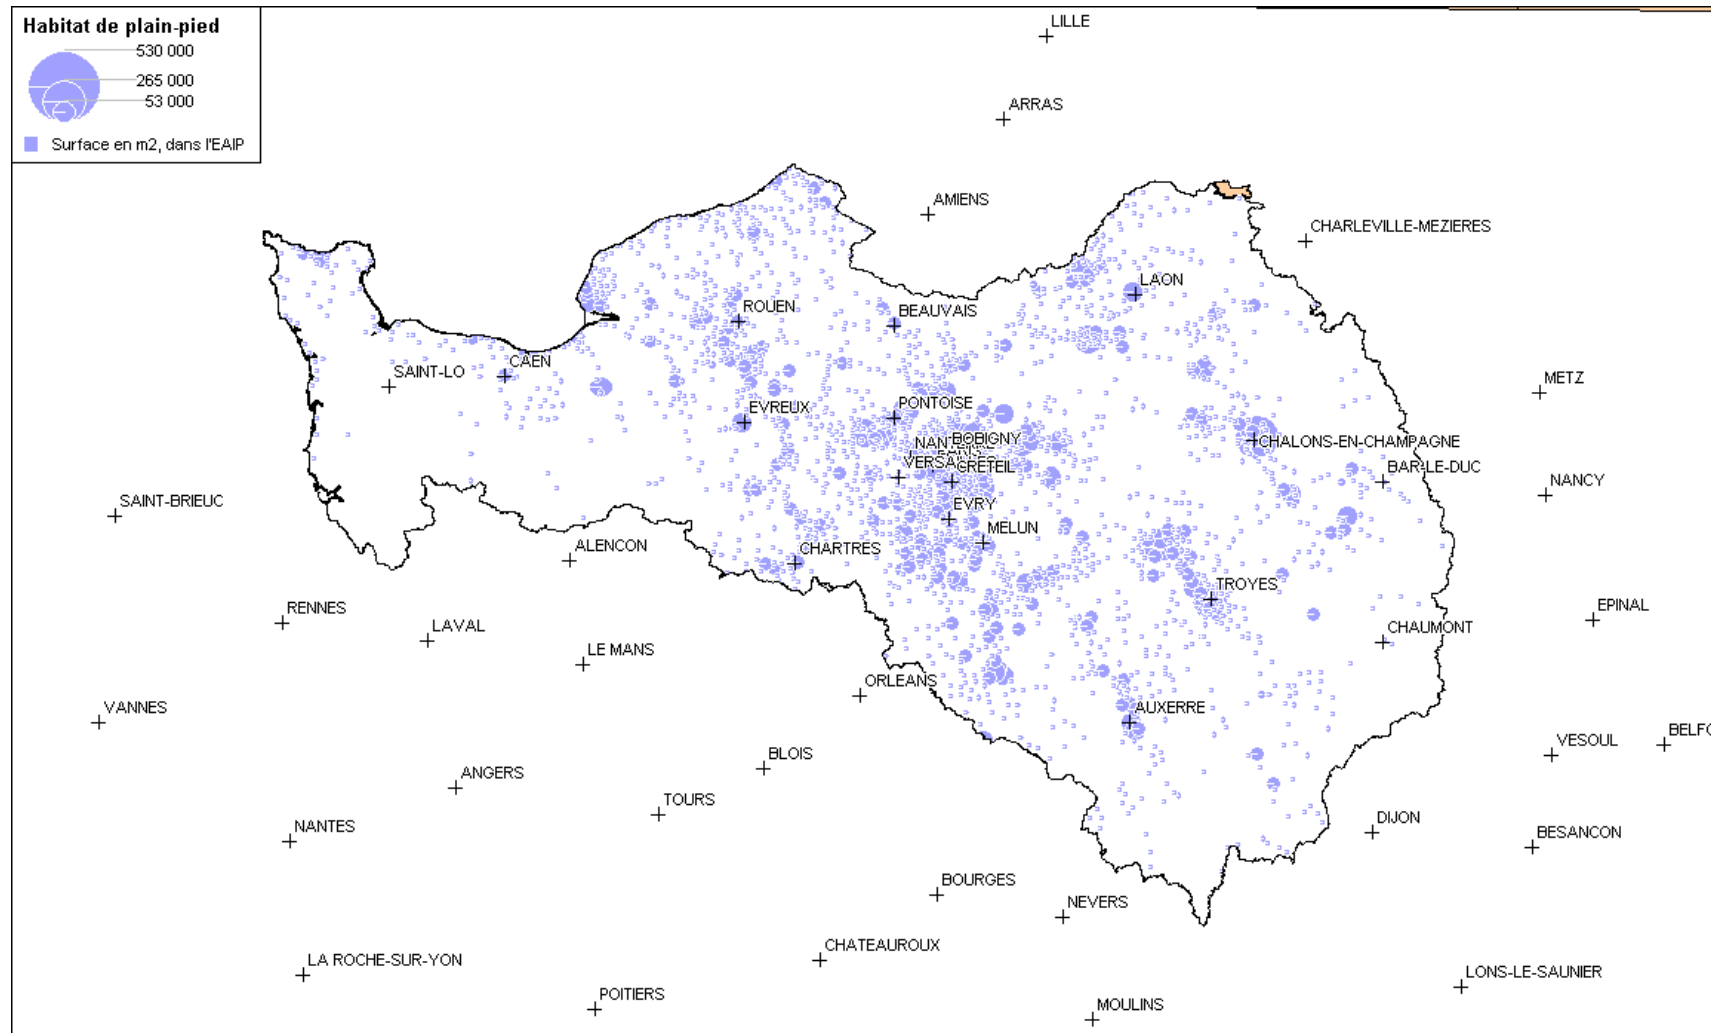 Habitat de plain-pied
530 000
265 000
53 000
Surface en m2, dans l'EAIP
LILLE
ARRAS
AMIENS
CHARLEVILLE-MEZIERES
LAON
ROUEN
BEAUVAIS
CAEN
SAINT-LO
METZ
EVREUX
PONTOISE
BOBIGNY
CHALONS-EN-CHAMPAGNE
CRETEIL
BAR-LE-DUC
NANCY
SAINT-BRIEUC
EVRY
MELUN
ALENCON
CHARTRES
TROYES
RENNES
EPINAL
LAVAL
CHAUMONT
LE MANS
ORLEANS
VANNES
AUXERRE
VESOUL
BELFO
BLOIS
ANGERS
TOURS
NANTES
DIJON
BESANCON
BOURGES
NEVERS
CHATEAUROUX
LA ROCHE-SUR-YON
LONS-LE-SAUNIER
POITIERS
MOULINS